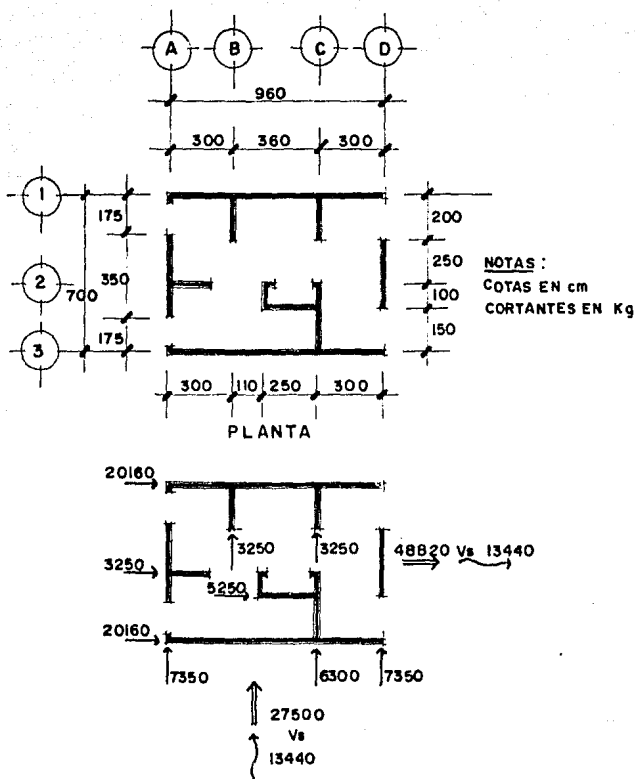 A B C D
960
300 360 300
1
175
200
2
350
700
250
100
3
175
150
NOTAS :
COTAS EN cm
CORTANTES EN Kg
300 110 250 300
PLANTA
20160
3250 3250
48820 Vs 13440
3250
5250
20160
7350 6300 7350
27500
Vs
13440